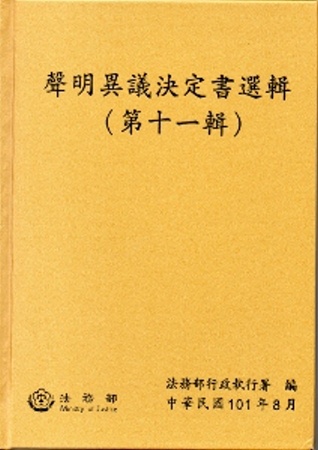 聲明異議決定書選輯
（第十一輯）
法務部
Ministry of Justice
法務部行政執行署 編
中華民國101年8月